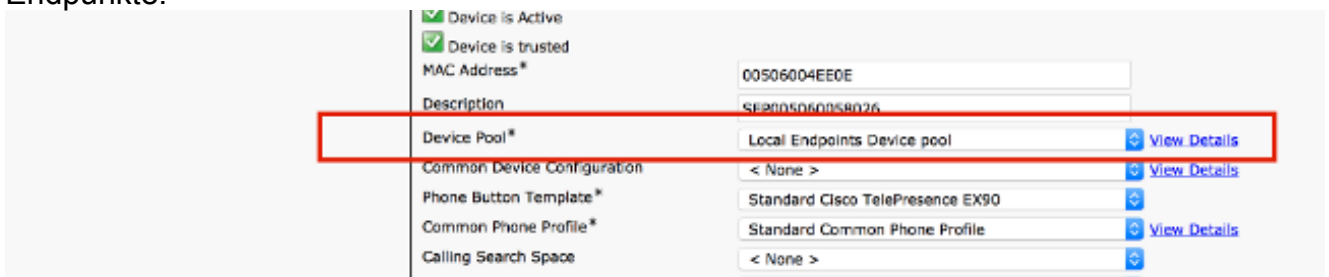 Endpunkte.
Device is Active
Device is trusted
MAC Address* 00506004EE0E
Description SEP005060058026
Device Pool* Local Endpoints Device pool View Details
Common Device Configuration < None > View Details
Phone Button Template* Standard Cisco TelePresence EX90
Common Phone Profile* Standard Common Phone Profile View Details
Calling Search Space < None >